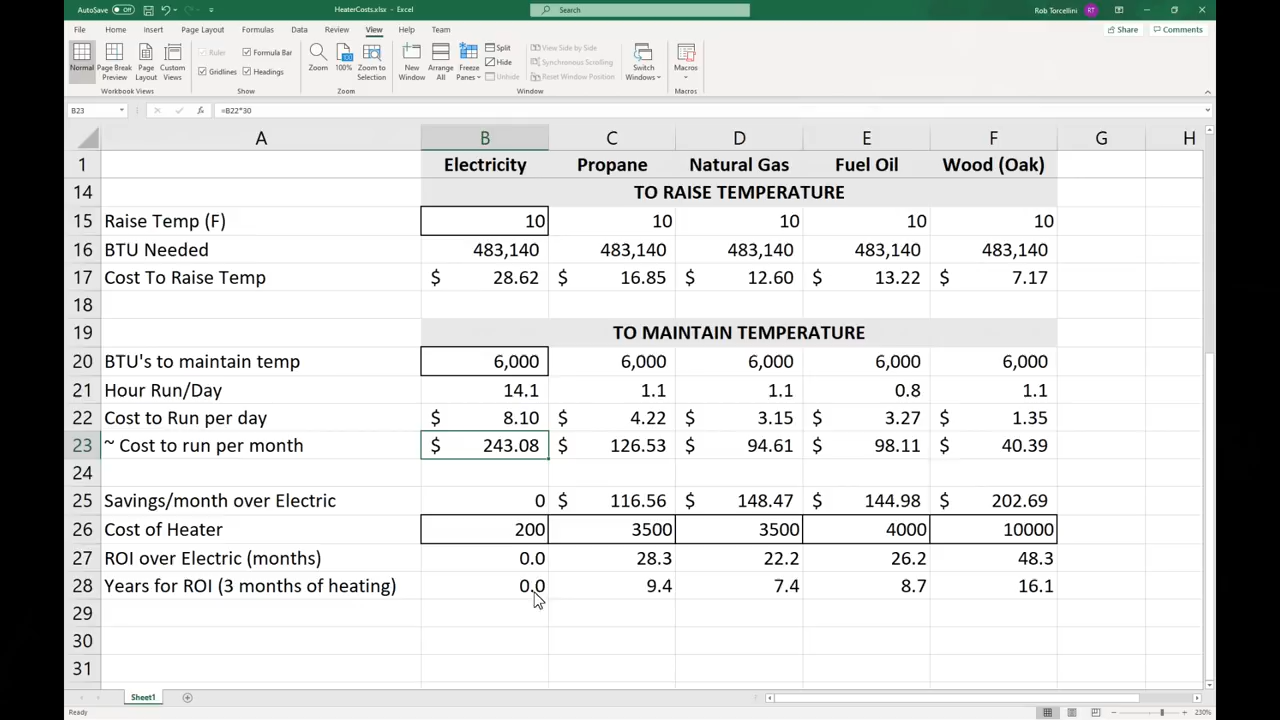 AutoSave Off HeaterCosts.xlsx - Excel Search Rob Torcellini RT
File Home Insert Page Layout Formulas Data Review View Help Team Share Comments
Normal Page Break Preview Page Layout Custom Views Ruler Formula Bar Gridlines Headings Zoom 100% Zoom to Selection New Window Arrange All Freeze Panes Split Hide Unhide View Side by Side Synchronous Scrolling Reset Window Position Switch Windows Macros
Workbook Views Show Zoom Window Macros
B23 fx =B22*30
A B C D E F G H
1 Electricity Propane Natural Gas Fuel Oil Wood (Oak)
14 TO RAISE TEMPERATURE
15 Raise Temp (F) 10 10 10 10 10
16 BTU Needed 483,140 483,140 483,140 483,140 483,140
17 Cost To Raise Temp $ 28.62 $ 16.85 $ 12.60 $ 13.22 $ 7.17
18
19 TO MAINTAIN TEMPERATURE
20 BTU's to maintain temp 6,000 6,000 6,000 6,000 6,000
21 Hour Run/Day 14.1 1.1 1.1 0.8 1.1
22 Cost to Run per day $ 8.10 $ 4.22 $ 3.15 $ 3.27 $ 1.35
23 ~ Cost to run per month $ 243.08 $ 126.53 $ 94.61 $ 98.11 $ 40.39
24
25 Savings/month over Electric 0 $ 116.56 $ 148.47 $ 144.98 $ 202.69
26 Cost of Heater 200 3500 3500 4000 10000
27 ROI over Electric (months) 0.0 28.3 22.2 26.2 48.3
28 Years for ROI (3 months of heating) 0.0 9.4 7.4 8.7 16.1
29
30
31
Sheet1
Ready 230%